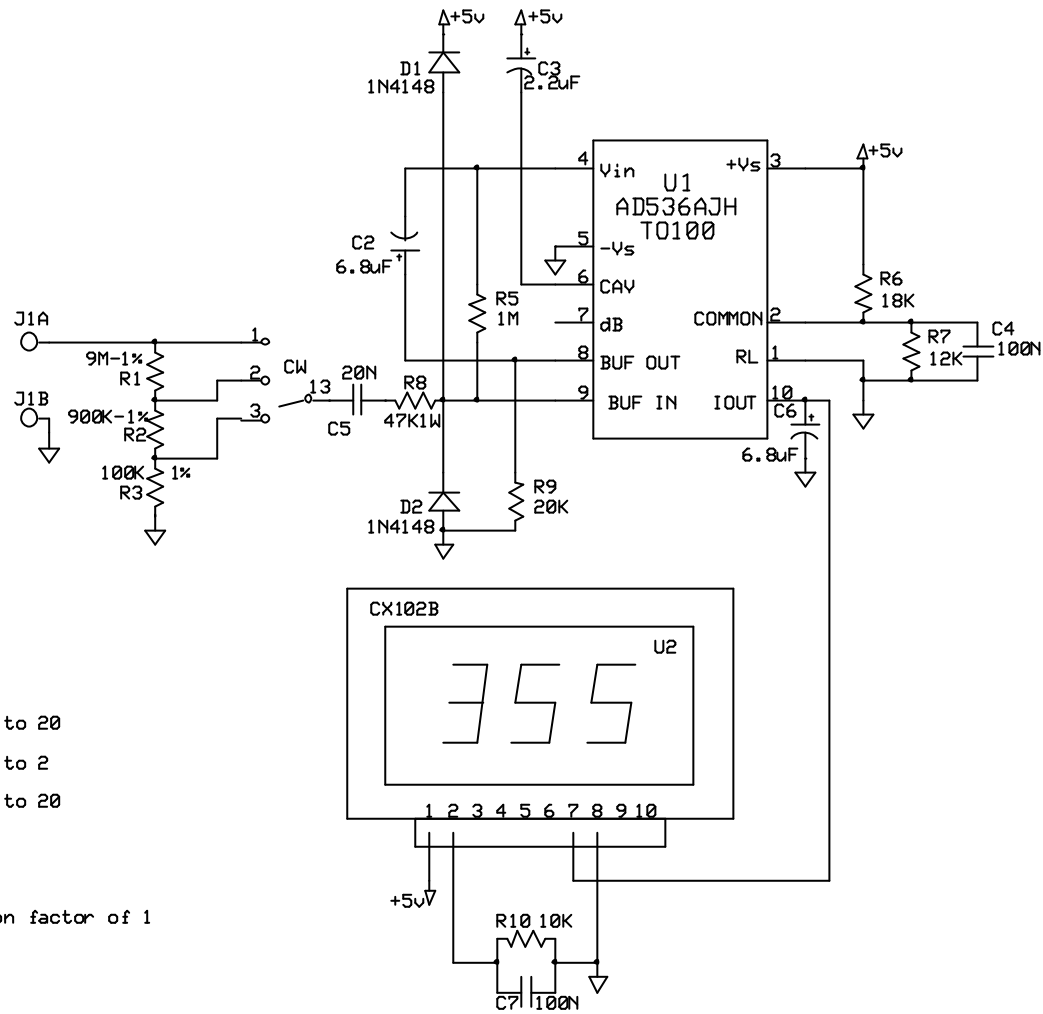 +5v
+5v
D1
1N4148
C3
2.2uF
4
Vin
+Vs
3
+5v
U1
AD536AJH
TO100
C2
6.8uF
+
5
-Vs
6
CAV
R5
1M
R6
18K
7
dB
COMMON
2
8
BUF OUT
RL
1
R7
12K
C4
100N
9
BUF IN
IOUT
10
C6
6.8uF
J1A
9M-1%
R1
1
2
3
CW
13
20N
C5
R8
47K1W
J1B
900K-1%
R2
100K 1%
R3
D2
1N4148
R9
20K
CX102B
U2
355
to 20
to 2
to 20
1 2 3 4 5 6 7 8 9 10
+5v
on factor of 1
R10 10K
C7 100N